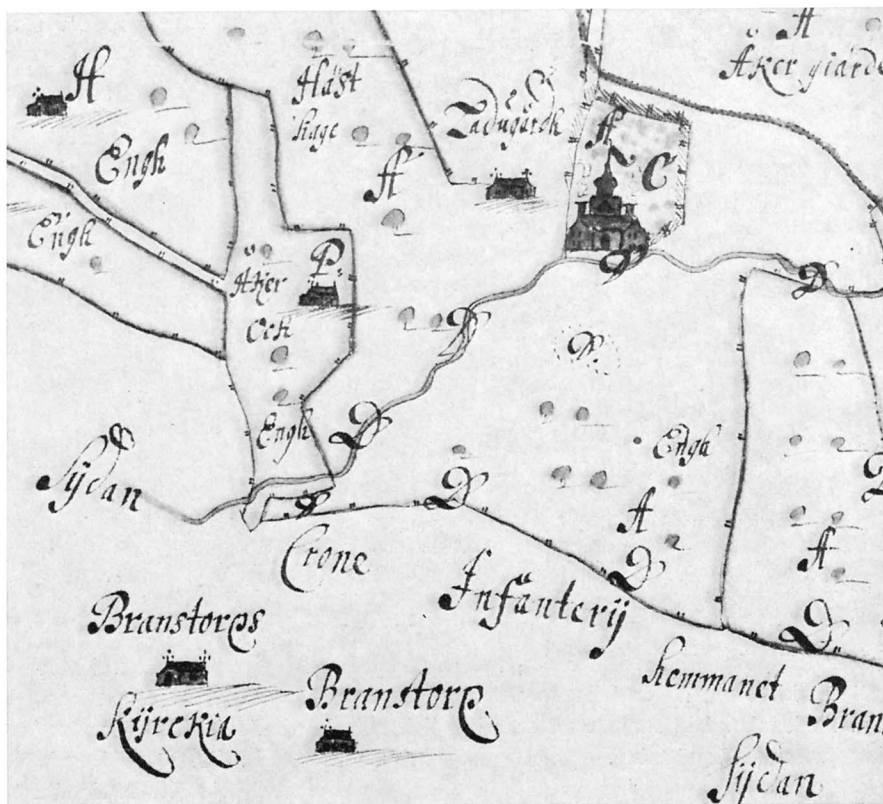 A
Åker giärde
H
Häst
hage
Ladugårdh
A
N
C
Engh
A
Engh
P.
Åker
Och
Engh
D
D
D
D
D
Engh
Sijdan
D
D
A
A
D
D
Crone
Infanterij
hemmanet Bran
Sijdan
Branstorps
Kijrckia
Branstorp